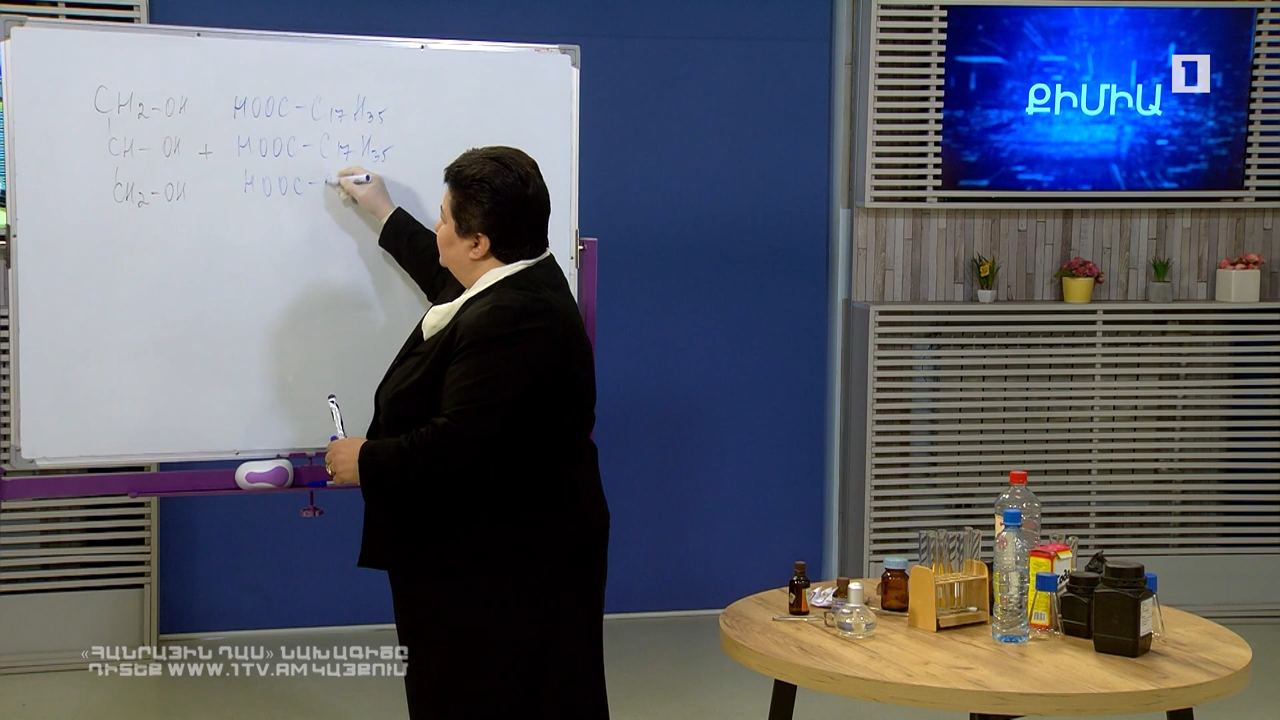 CH2-OH HOOC-C17H35
CH-OH + HOOC-C17H35
CH2-OH HOOC-
ՔԻՄԻԱ
1
«ՀԱՆՐԱՅԻՆ ԴԱՍ» ՆԱԽԱԳԻԾԸ
ԴԻՏԵՔ WWW.1TV.AM ԿԱՅՔՈՒՄ